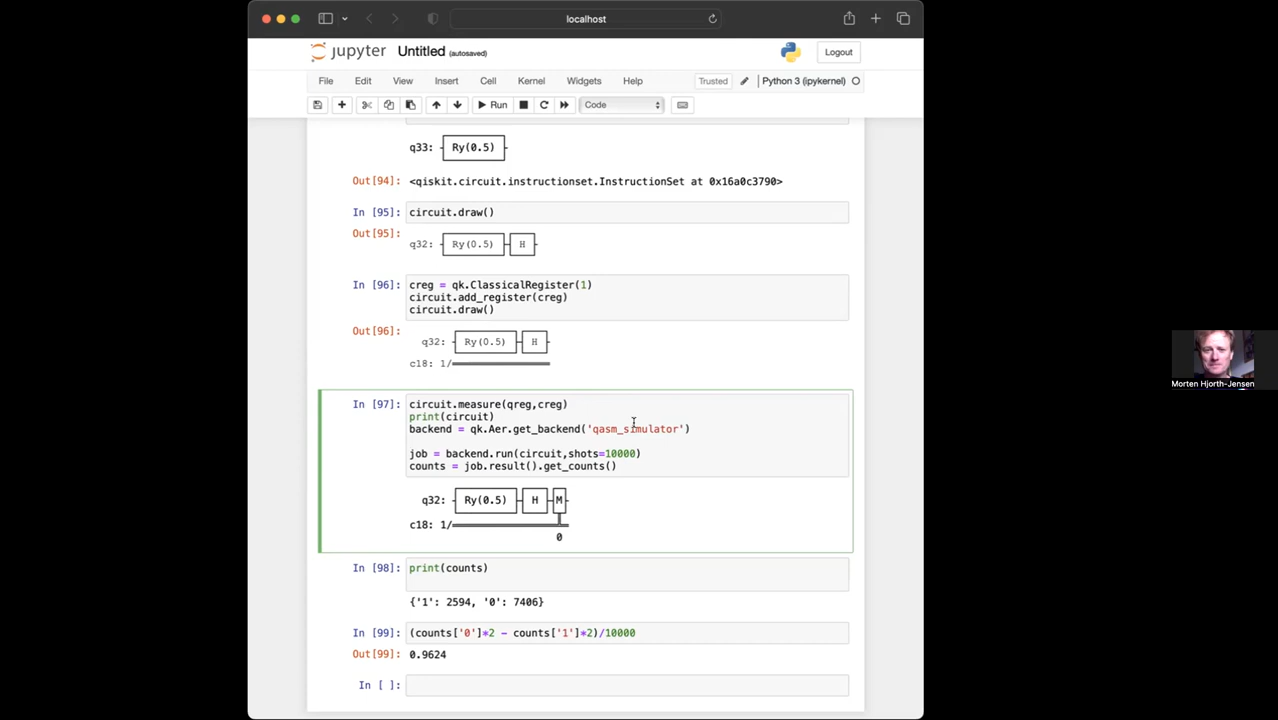 localhost
jupyter Untitled (autosaved)
Logout
File Edit View Insert Cell Kernel Widgets Help Trusted Python 3 (ipykernel)
Run Code
q33: Ry(0.5)
Out[94]: <qiskit.circuit.instructionset.InstructionSet at 0x16a0c3790>
In [95]: circuit.draw()
Out[95]:
q32: Ry(0.5) H
In [96]: creg = qk.ClassicalRegister(1)
circuit.add_register(creg)
circuit.draw()
Out[96]:
q32: Ry(0.5) H
c18: 1/
In [97]: circuit.measure(qreg,creg)
print(circuit)
backend = qk.Aer.get_backend('qasm_simulator')
job = backend.run(circuit,shots=10000)
counts = job.result().get_counts()
q32: Ry(0.5) H M
c18: 1/
0
In [98]: print(counts)
{'1': 2594, '0': 7406}
In [99]: (counts['0']*2 - counts['1']*2)/10000
Out[99]: 0.9624
In [ ]:
Morten Hjorth-Jensen